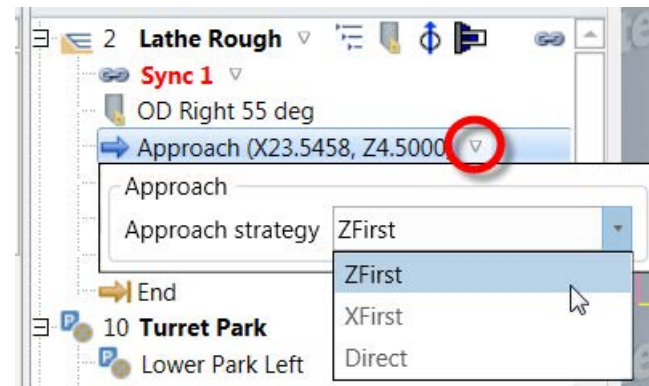 2 Lathe Rough
Sync 1
OD Right 55 deg
Approach (X23.5458, Z4.5000)
Approach
Approach strategy ZFirst
ZFirst
XFirst
Direct
End
10 Turret Park
Lower Park Left